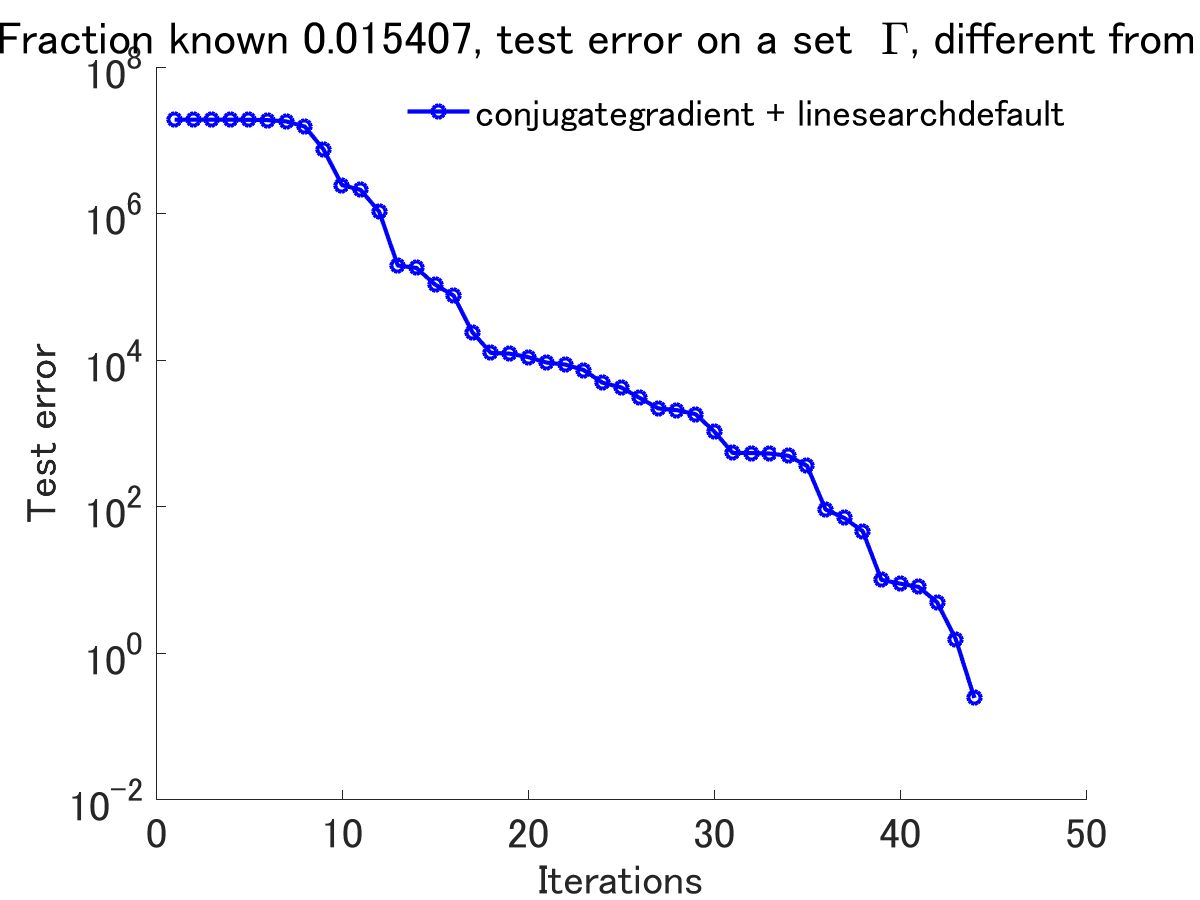 Fraction known 0.015407, test error on a set Γ, different from
10^8
conjugategradient + linesearchdefault
10^6
10^4
Test error
10^2
10^0
10^−2
0 10 20 30 40 50
Iterations